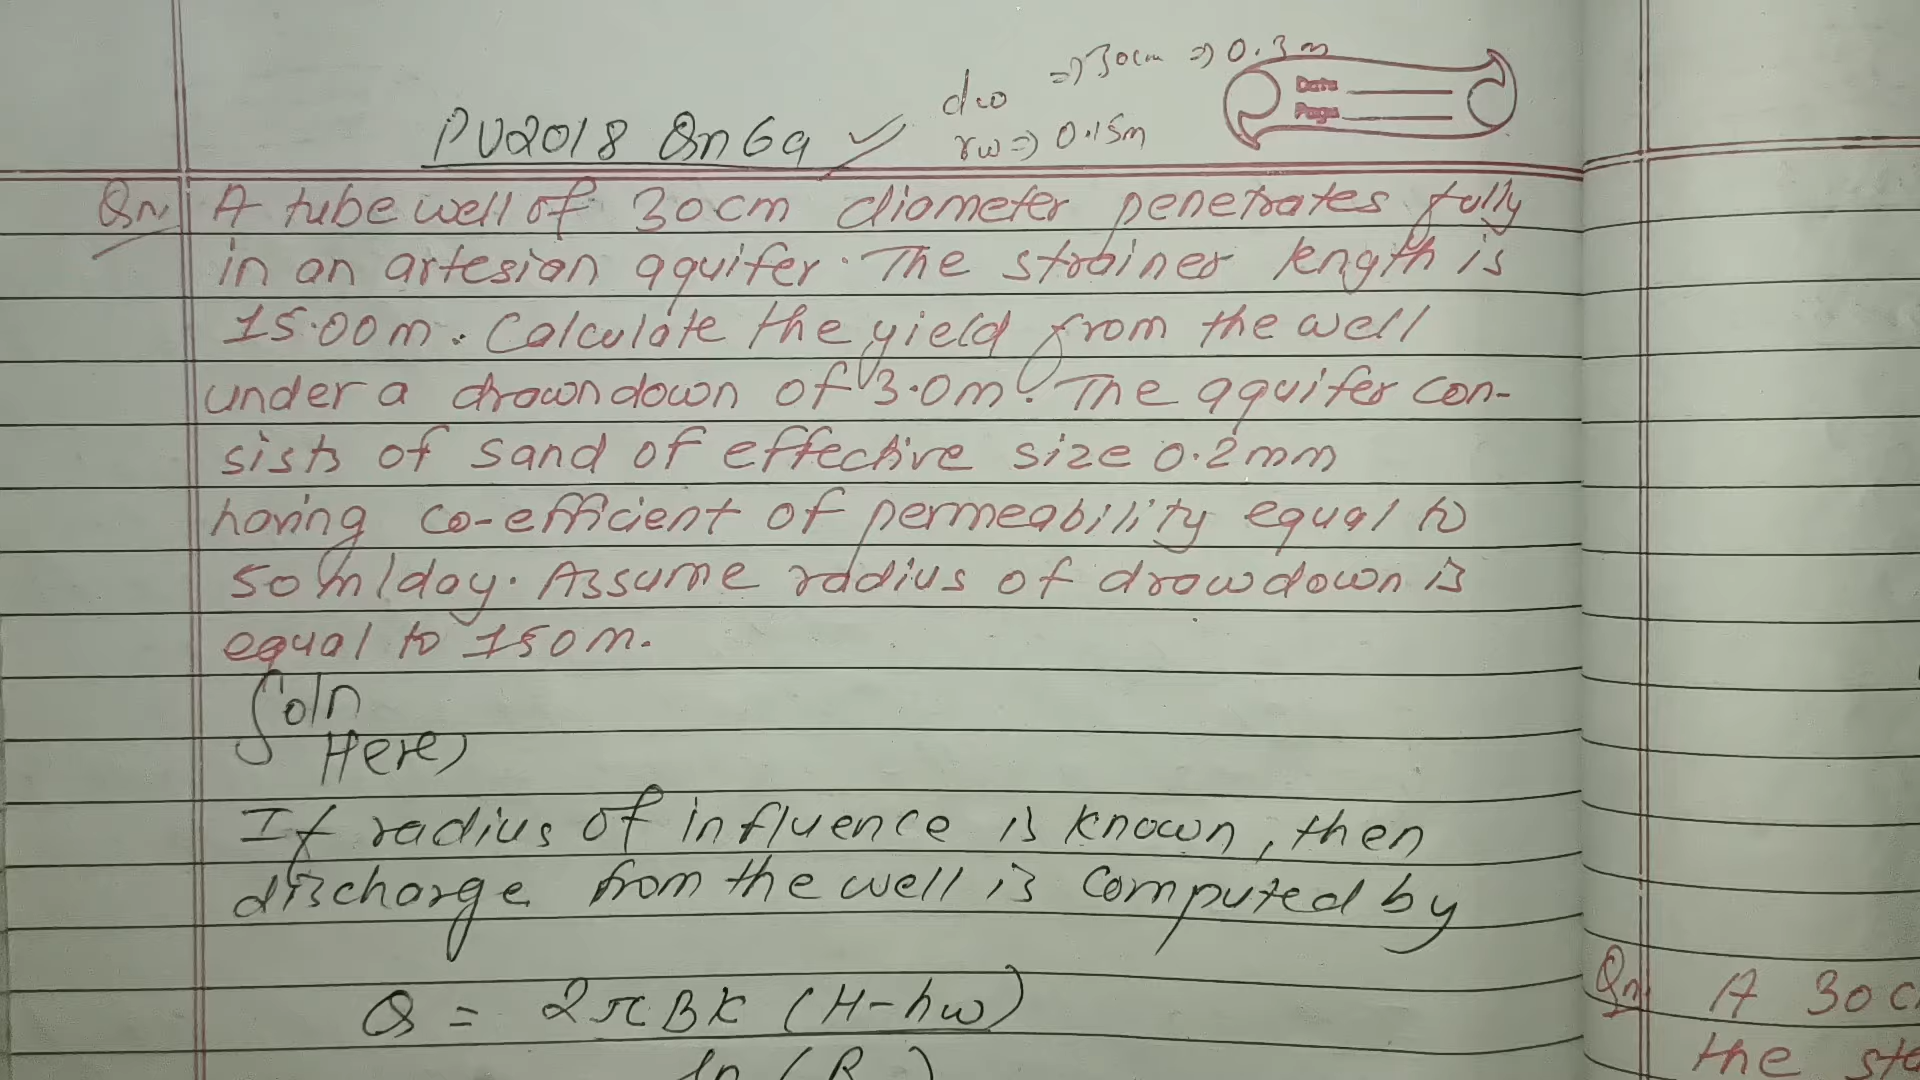 dw => 30cm => 0.3m
PU2018 Qn6a
rw => 0.15m
Date
Page
Qn. A tube well of 30cm diameter penetrates fully
in an artesian aquifer. The strainer length is
15.00m. Calculate the yield from the well
under a drawndown of 3.0m. The aquifer con-
sists of sand of effective size 0.2mm
having co-efficient of permeability equal to
50m/day. Assume radius of drawdown is
equal to 150m.
Soln
Here,
If radius of influence is known, then
discharge from the well is computed by
Q = 2πBK (H-hw)
ln (R )
Qn. A 30c
the st